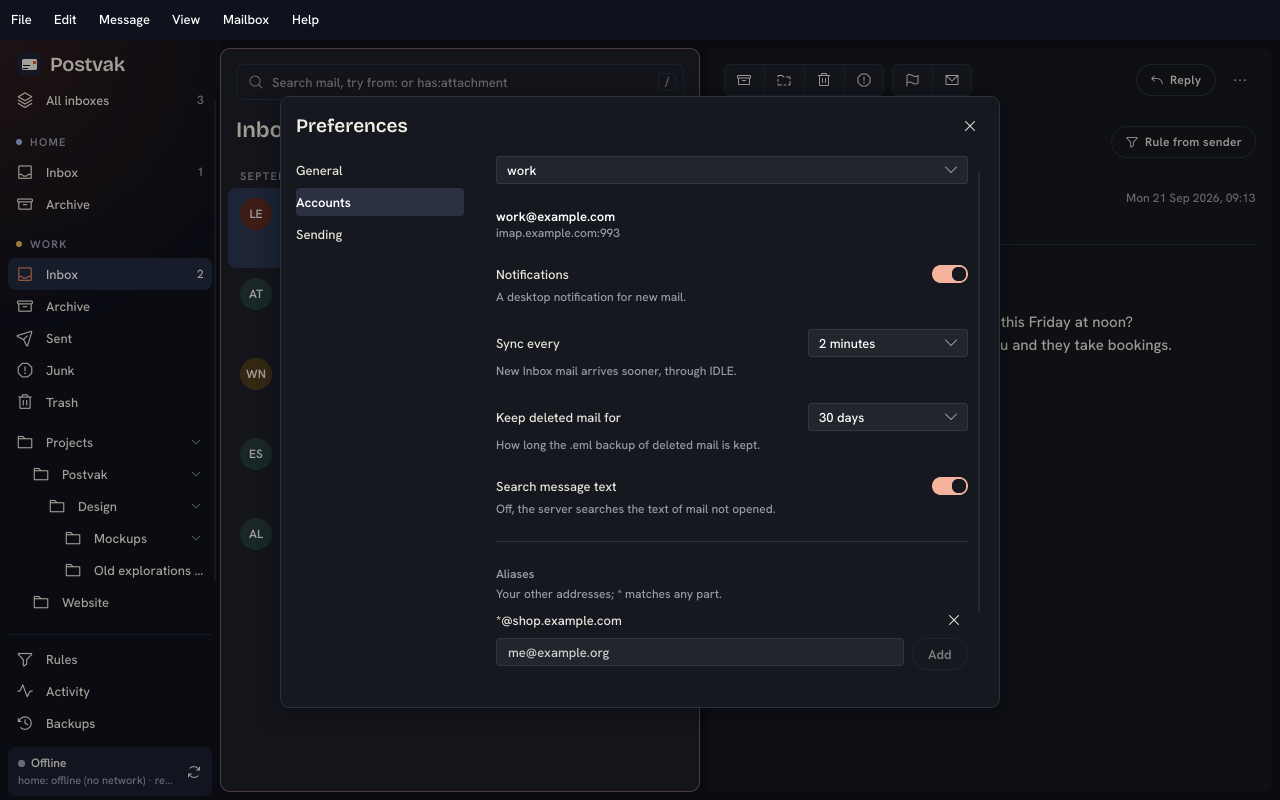 File Edit Message View Mailbox Help
Postvak
All inboxes 3
HOME
Inbox 1
Archive
WORK
Inbox 2
Archive
Sent
Junk
Trash
Projects
Postvak
Design
Mockups
Old explorations ...
Website
Rules
Activity
Backups
Offline
home: offline (no network) · re...
Search mail, try from: or has:attachment /
LE
AT
WN
ES
AL
Reply
Rule from sender
Mon 21 Sep 2026, 09:13
this Friday at noon?
and they take bookings.
Preferences
General
Accounts
Sending
work
work@example.com
imap.example.com:993
Notifications
A desktop notification for new mail.
Sync every 2 minutes
New Inbox mail arrives sooner, through IDLE.
Keep deleted mail for 30 days
How long the .eml backup of deleted mail is kept.
Search message text
Off, the server searches the text of mail not opened.
Aliases
Your other addresses; * matches any part.
*@shop.example.com
me@example.org Add